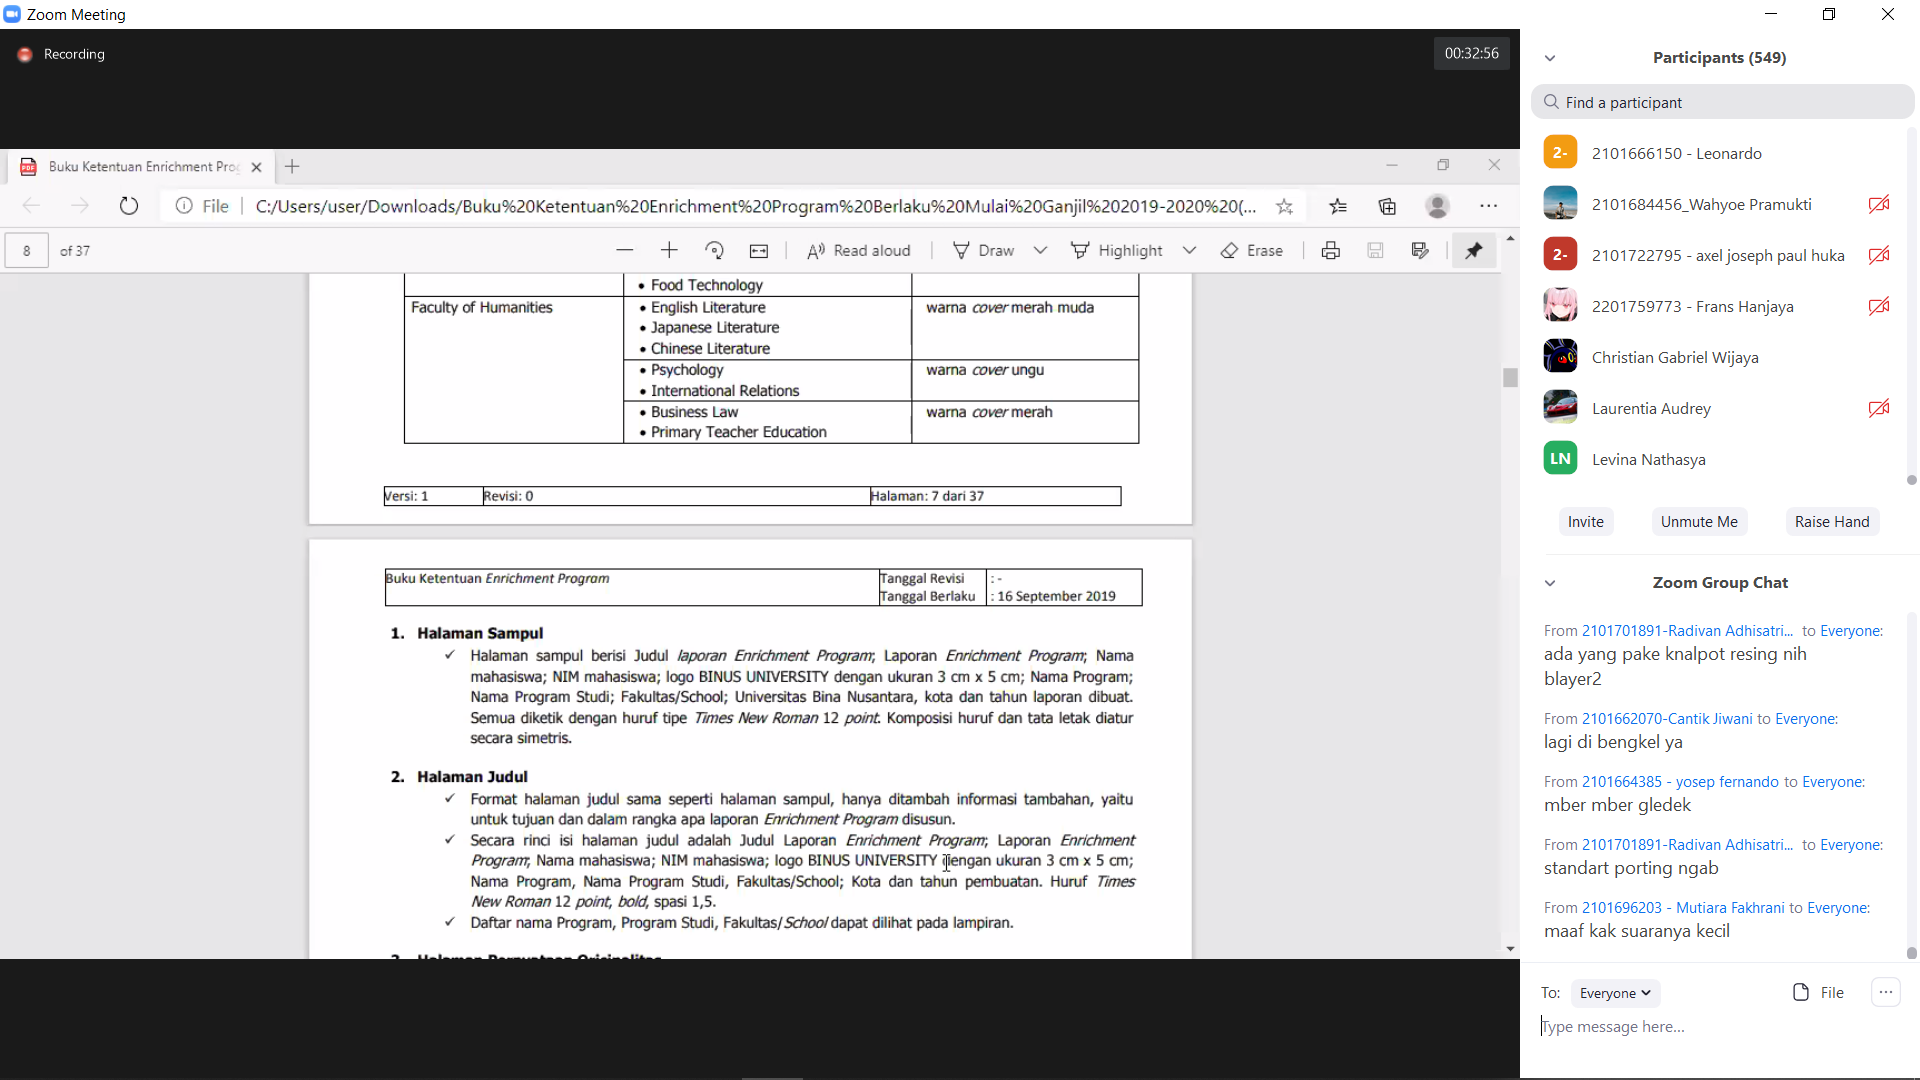 Zoom Meeting
Recording
00:32:56
Buku Ketentuan Enrichment Prog
File
C:/Users/user/Downloads/Buku%20Ketentuan%20Enrichment%20Program%20Berlaku%20Mulai%20Ganjil%202019-2020%20(...
8 of 37
Read aloud
Draw
Highlight
Erase
• Food Technology
Faculty of Humanities
• English Literature
• Japanese Literature
• Chinese Literature
warna cover merah muda
• Psychology
• International Relations
warna cover ungu
• Business Law
• Primary Teacher Education
warna cover merah
Versi: 1
Revisi: 0
Halaman: 7 dari 37
Buku Ketentuan Enrichment Program
Tanggal Revisi : -
Tanggal Berlaku : 16 September 2019
1. Halaman Sampul
✓ Halaman sampul berisi Judul laporan Enrichment Program; Laporan Enrichment Program; Nama
mahasiswa; NIM mahasiswa; logo BINUS UNIVERSITY dengan ukuran 3 cm x 5 cm; Nama Program;
Nama Program Studi; Fakultas/School; Universitas Bina Nusantara, kota dan tahun laporan dibuat.
Semua diketik dengan huruf tipe Times New Roman 12 point. Komposisi huruf dan tata letak diatur
secara simetris.
2. Halaman Judul
✓ Format halaman judul sama seperti halaman sampul, hanya ditambah informasi tambahan, yaitu
untuk tujuan dan dalam rangka apa laporan Enrichment Program disusun.
✓ Secara rinci isi halaman judul adalah Judul Laporan Enrichment Program; Laporan Enrichment
Program; Nama mahasiswa; NIM mahasiswa; logo BINUS UNIVERSITY dengan ukuran 3 cm x 5 cm;
Nama Program, Nama Program Studi, Fakultas/School; Kota dan tahun pembuatan. Huruf Times
New Roman 12 point, bold, spasi 1,5.
✓ Daftar nama Program, Program Studi, Fakultas/School dapat dilihat pada lampiran.
3. Halaman Pernyataan Orisinalitas
Participants (549)
Find a participant
2- 2101666150 - Leonardo
2101684456_Wahyoe Pramukti
2- 2101722795 - axel joseph paul huka
2201759773 - Frans Hanjaya
Christian Gabriel Wijaya
Laurentia Audrey
LN Levina Nathasya
Invite
Unmute Me
Raise Hand
Zoom Group Chat
From 2101701891-Radivan Adhisatri... to Everyone:
ada yang pake knalpot resing nih
blayer2
From 2101662070-Cantik Jiwani to Everyone:
lagi di bengkel ya
From 2101664385 - yosep fernando to Everyone:
mber mber gledek
From 2101701891-Radivan Adhisatri... to Everyone:
standart porting ngab
From 2101696203 - Mutiara Fakhrani to Everyone:
maaf kak suaranya kecil
To: Everyone
File
Type message here...